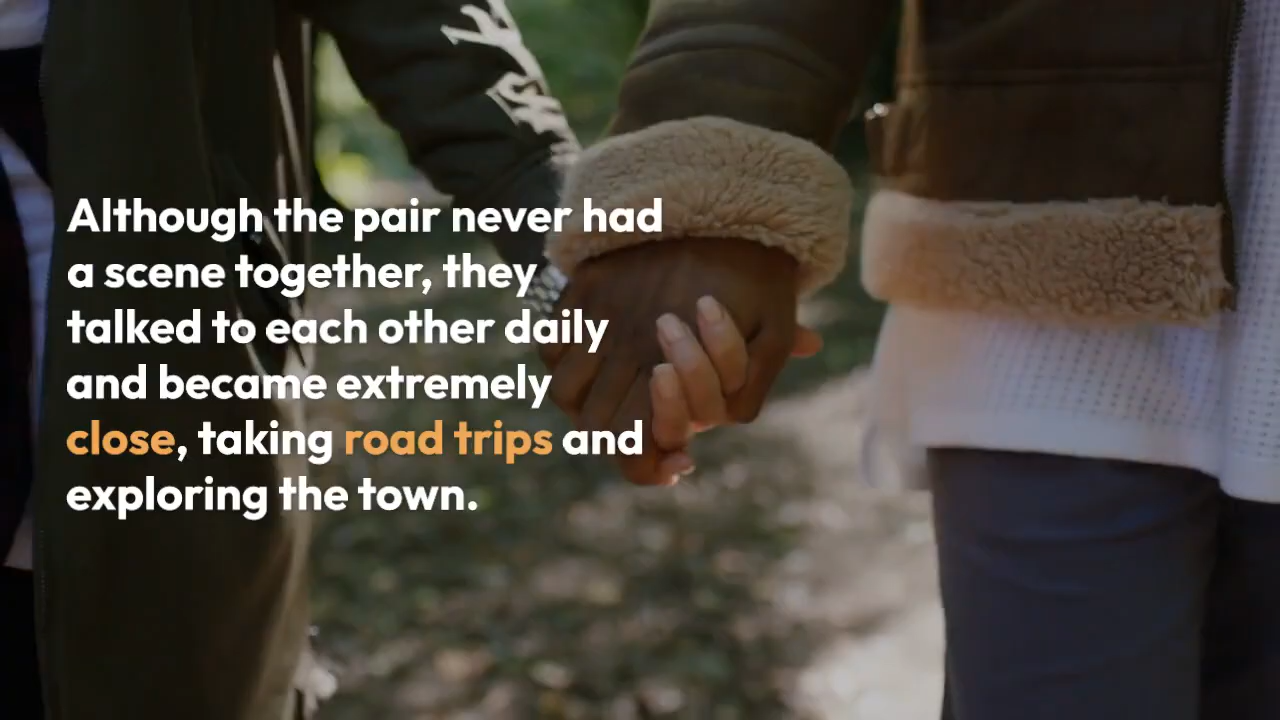 Although the pair never had
a scene together, they
talked to each other daily
and became extremely
close, taking road trips and
exploring the town.